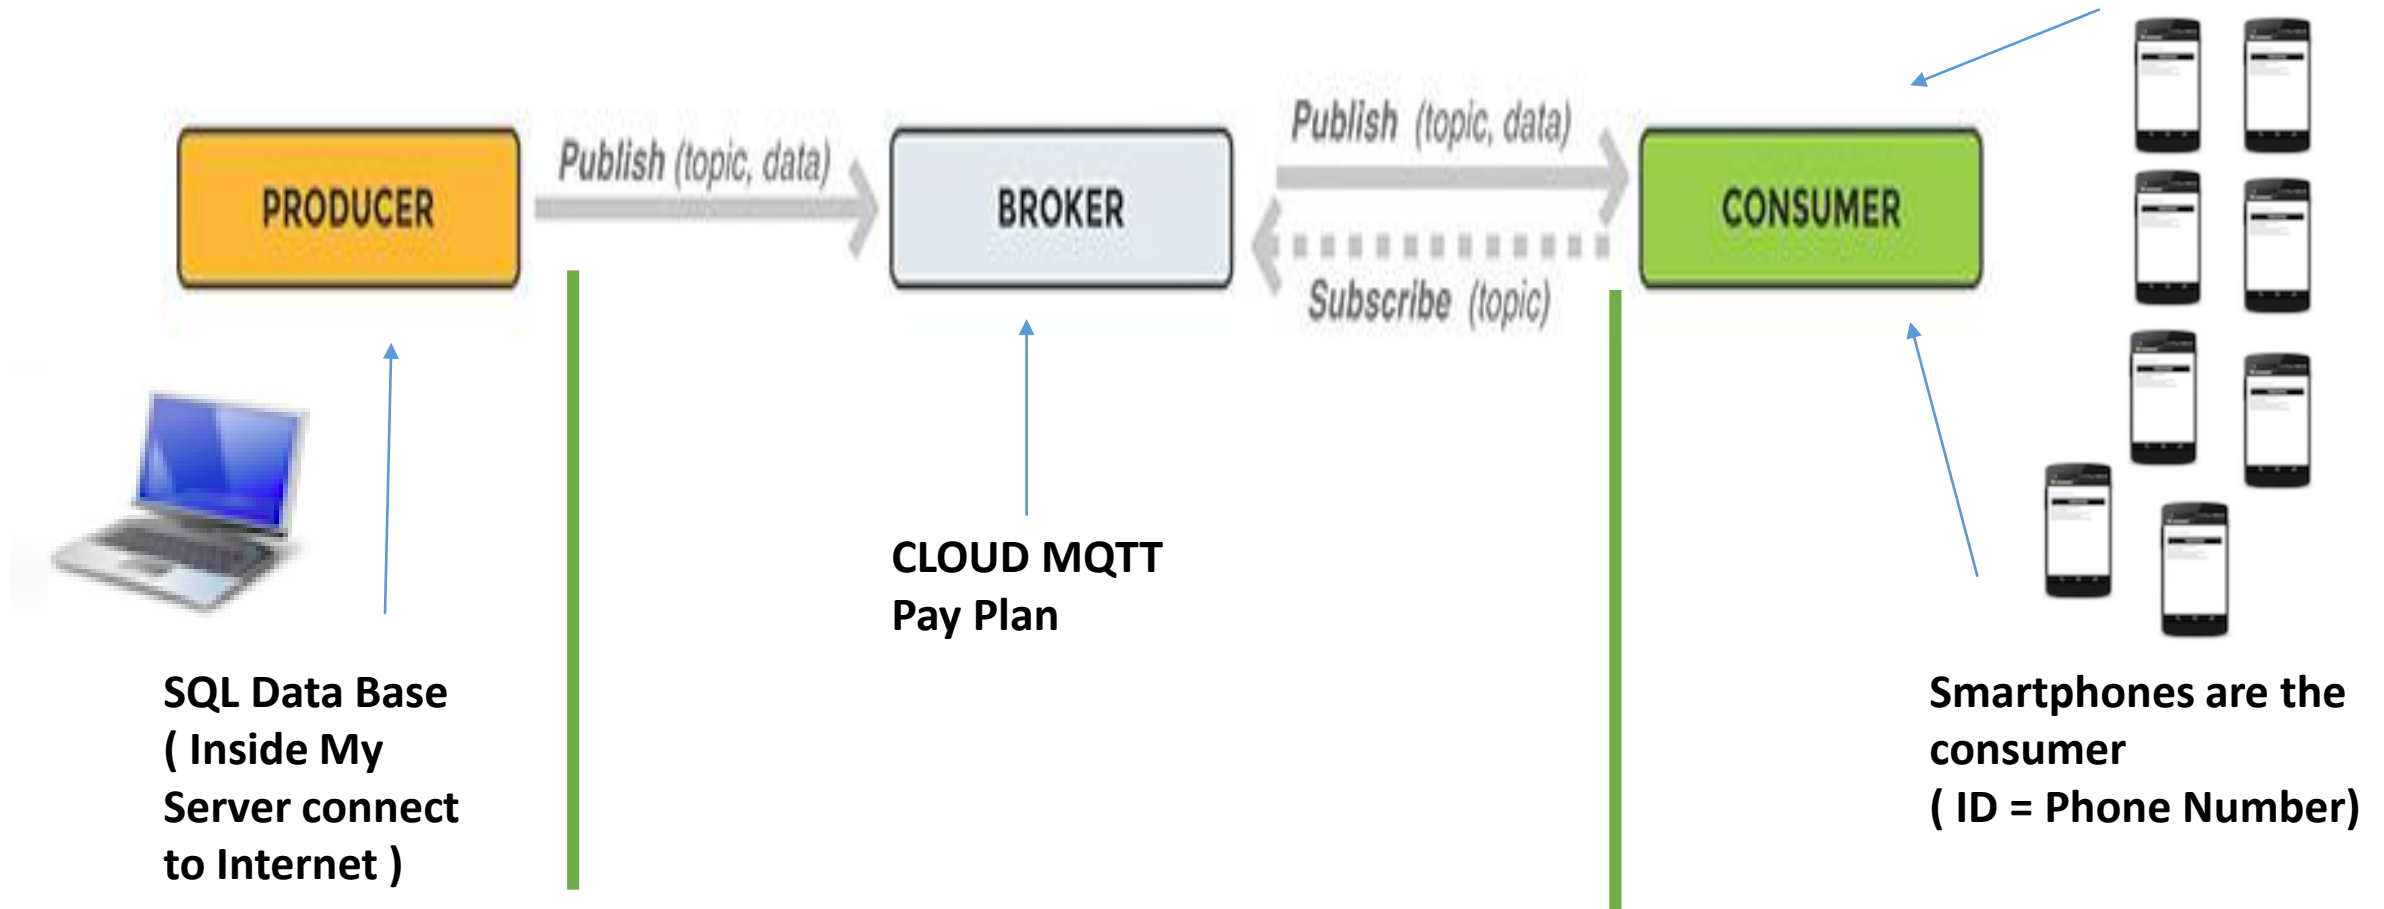 PRODUCER
Publish (topic, data)
BROKER
Publish (topic, data)
Subscribe (topic)
CONSUMER
CLOUD MQTT
Pay Plan
SQL Data Base
( Inside My
Server connect
to Internet )
Smartphones are the
consumer
( ID = Phone Number)